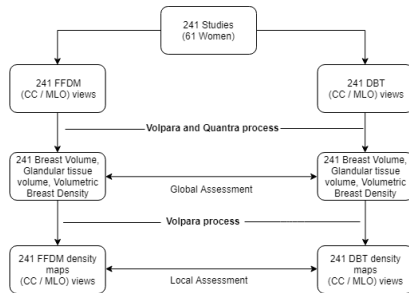 241 Studies
(61 Women)
241 FFDM
(CC / MLO) views
241 DBT
(CC / MLO) views
Volpara and Quantra process
241 Breast Volume,
Glandular tissue
volume, Volumetric
Breast Density
241 Breast Volume,
Glandular tissue
volume, Volumetric
Breast Density
Global Assessment
Volpara process
241 FFDM density
maps
(CC / MLO) views
241 DBT density
maps
(CC / MLO) views
Local Assessment